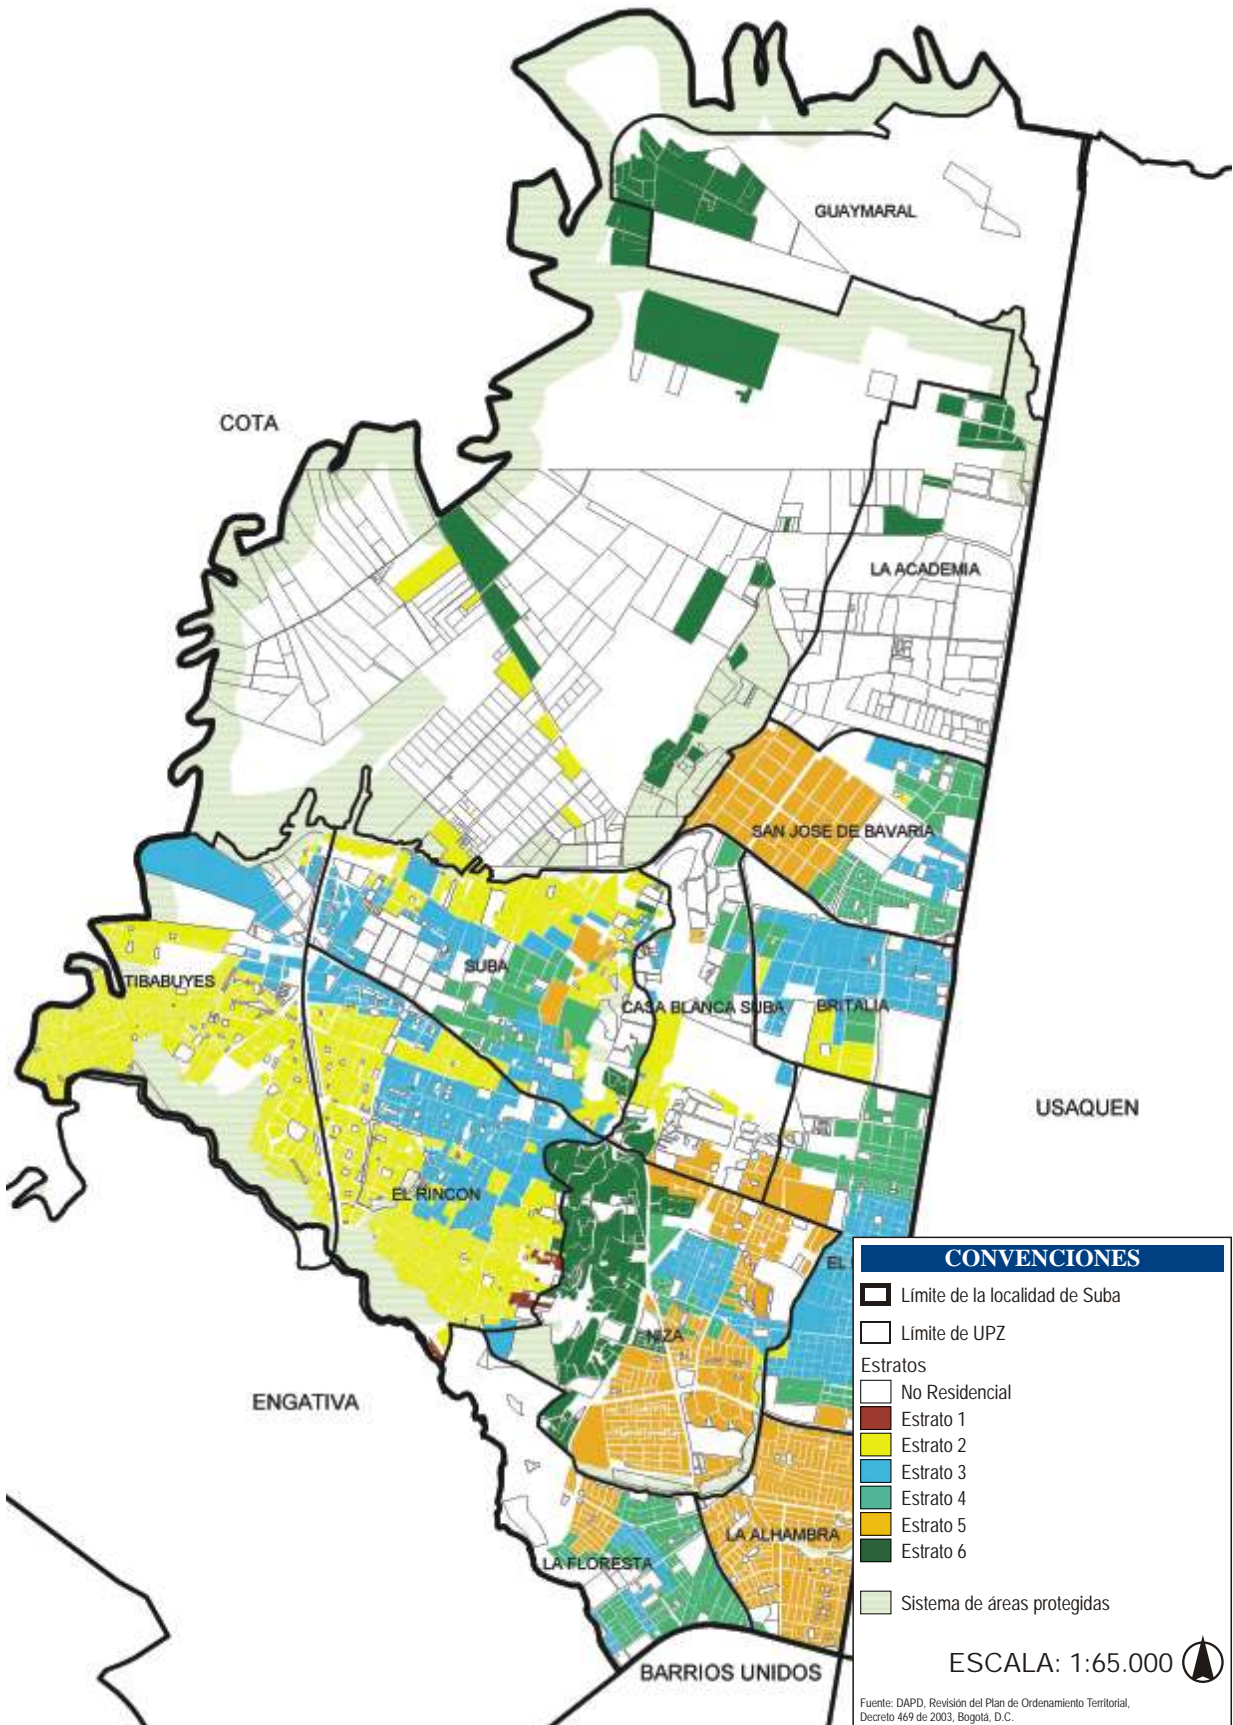 GUAYMARAL
COTA
LA ACADEMIA
SAN JOSE DE BAVARIA
SUBA
TIBABUYES
CASA BLANCA SUBA
BRITALIA
USAQUEN
EL RINCON
EL
NIZA
ENGATIVA
LA ALHAMBRA
LA FLORESTA
BARRIOS UNIDOS
CONVENCIONES
Límite de la localidad de Suba
Límite de UPZ
Estratos
No Residencial
Estrato 1
Estrato 2
Estrato 3
Estrato 4
Estrato 5
Estrato 6
Sistema de áreas protegidas
ESCALA: 1:65.000
Fuente: DAPD, Revisión del Plan de Ordenamiento Territorial,
Decreto 469 de 2003, Bogotá, D.C.